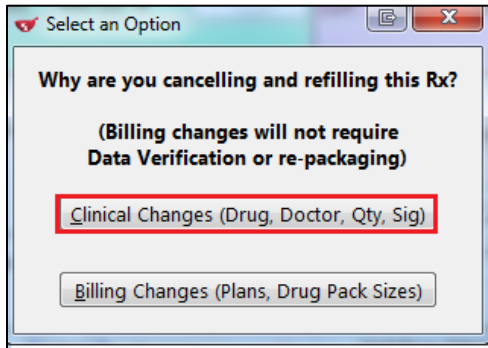 Select an Option
Why are you cancelling and refilling this Rx?
(Billing changes will not require
Data Verification or re-packaging)
Clinical Changes (Drug, Doctor, Qty, Sig)
Billing Changes (Plans, Drug Pack Sizes)